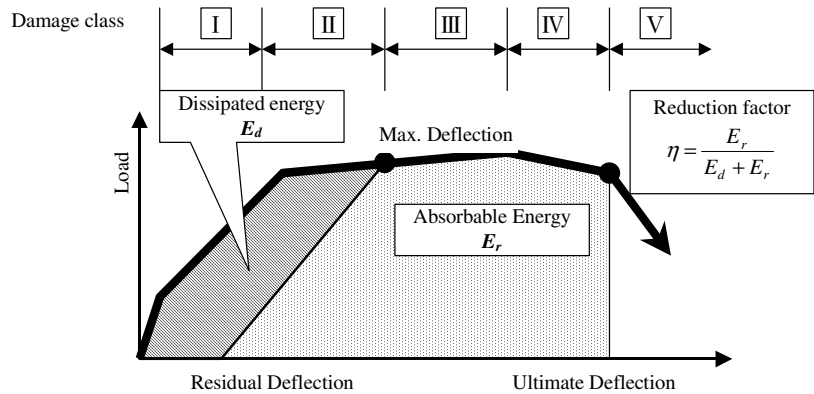 Damage class
Ⅰ
Ⅱ
Ⅲ
Ⅳ
Ⅴ
Dissipated energy
E_d
Max. Deflection
Reduction factor
η = E_r / (E_d + E_r)
Load
Absorbable Energy
E_r
Residual Deflection
Ultimate Deflection